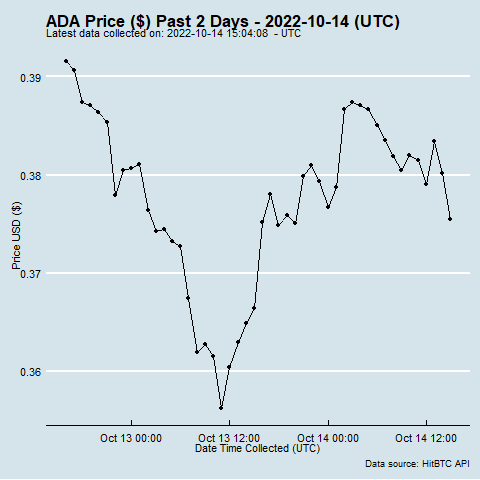 ADA Price ($) Past 2 Days - 2022-10-14 (UTC)
Latest data collected on: 2022-10-14 15:04:08 - UTC
0.39
0.38
0.37
0.36
Price USD ($)
Oct 13 00:00 Oct 13 12:00 Oct 14 00:00 Oct 14 12:00
Date Time Collected (UTC)
Data source: HitBTC API